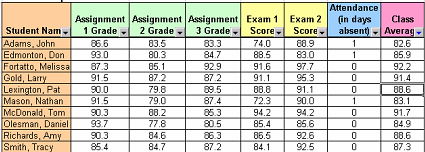 Student Nam Assignment 1 Grade Assignment 2 Grade Assignment 3 Grade Exam 1 Score Exam 2 Score Attendance (in days absent) Class Averag
Adams, John 86.6 83.5 83.3 74.0 88.9 1 82.6
Edmonton, Don 93.0 80.3 84.7 88.5 83.0 1 85.9
Fortatto, Melissa 87.3 85.1 92.9 91.6 97.7 0 92.2
Gold, Larry 91.5 87.2 87.2 91.1 95.3 0 91.4
Lexington, Pat 90.0 79.8 89.5 88.8 91.1 0 88.6
Mason, Nathan 91.5 79.0 87.4 72.3 90.0 1 83.1
McDonald, Tom 90.3 88.2 85.3 94.2 94.2 0 91.7
Olesman, Daniel 93.7 77.8 80.5 85.4 85.6 0 84.9
Richards, Amy 90.3 84.6 86.3 86.5 92.6 0 88.6
Smith, Tracy 85.4 84.7 87.2 84.1 92.5 0 87.3